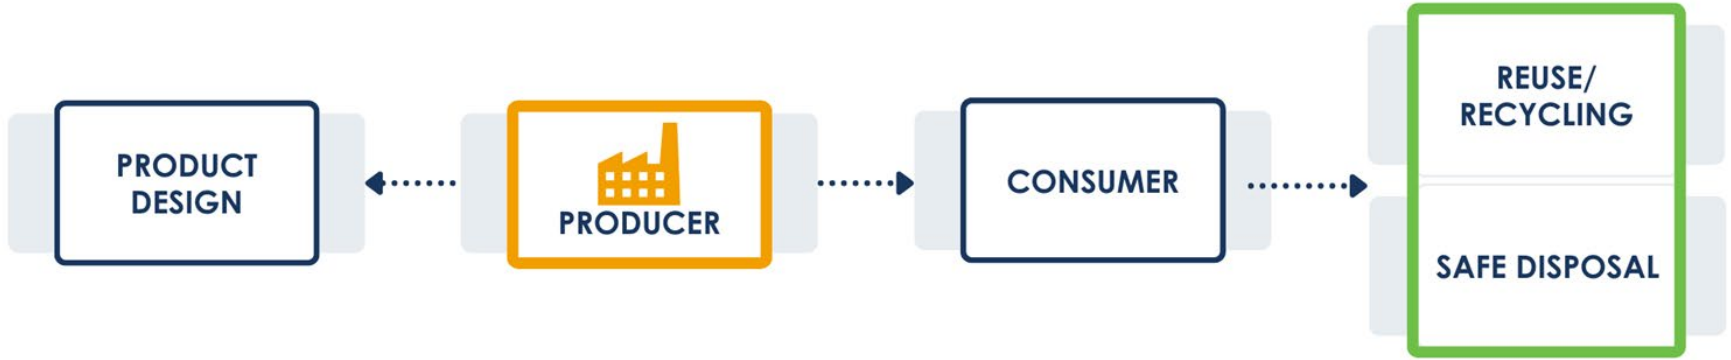 PRODUCT
DESIGN
PRODUCER
CONSUMER
REUSE/
RECYCLING
SAFE DISPOSAL